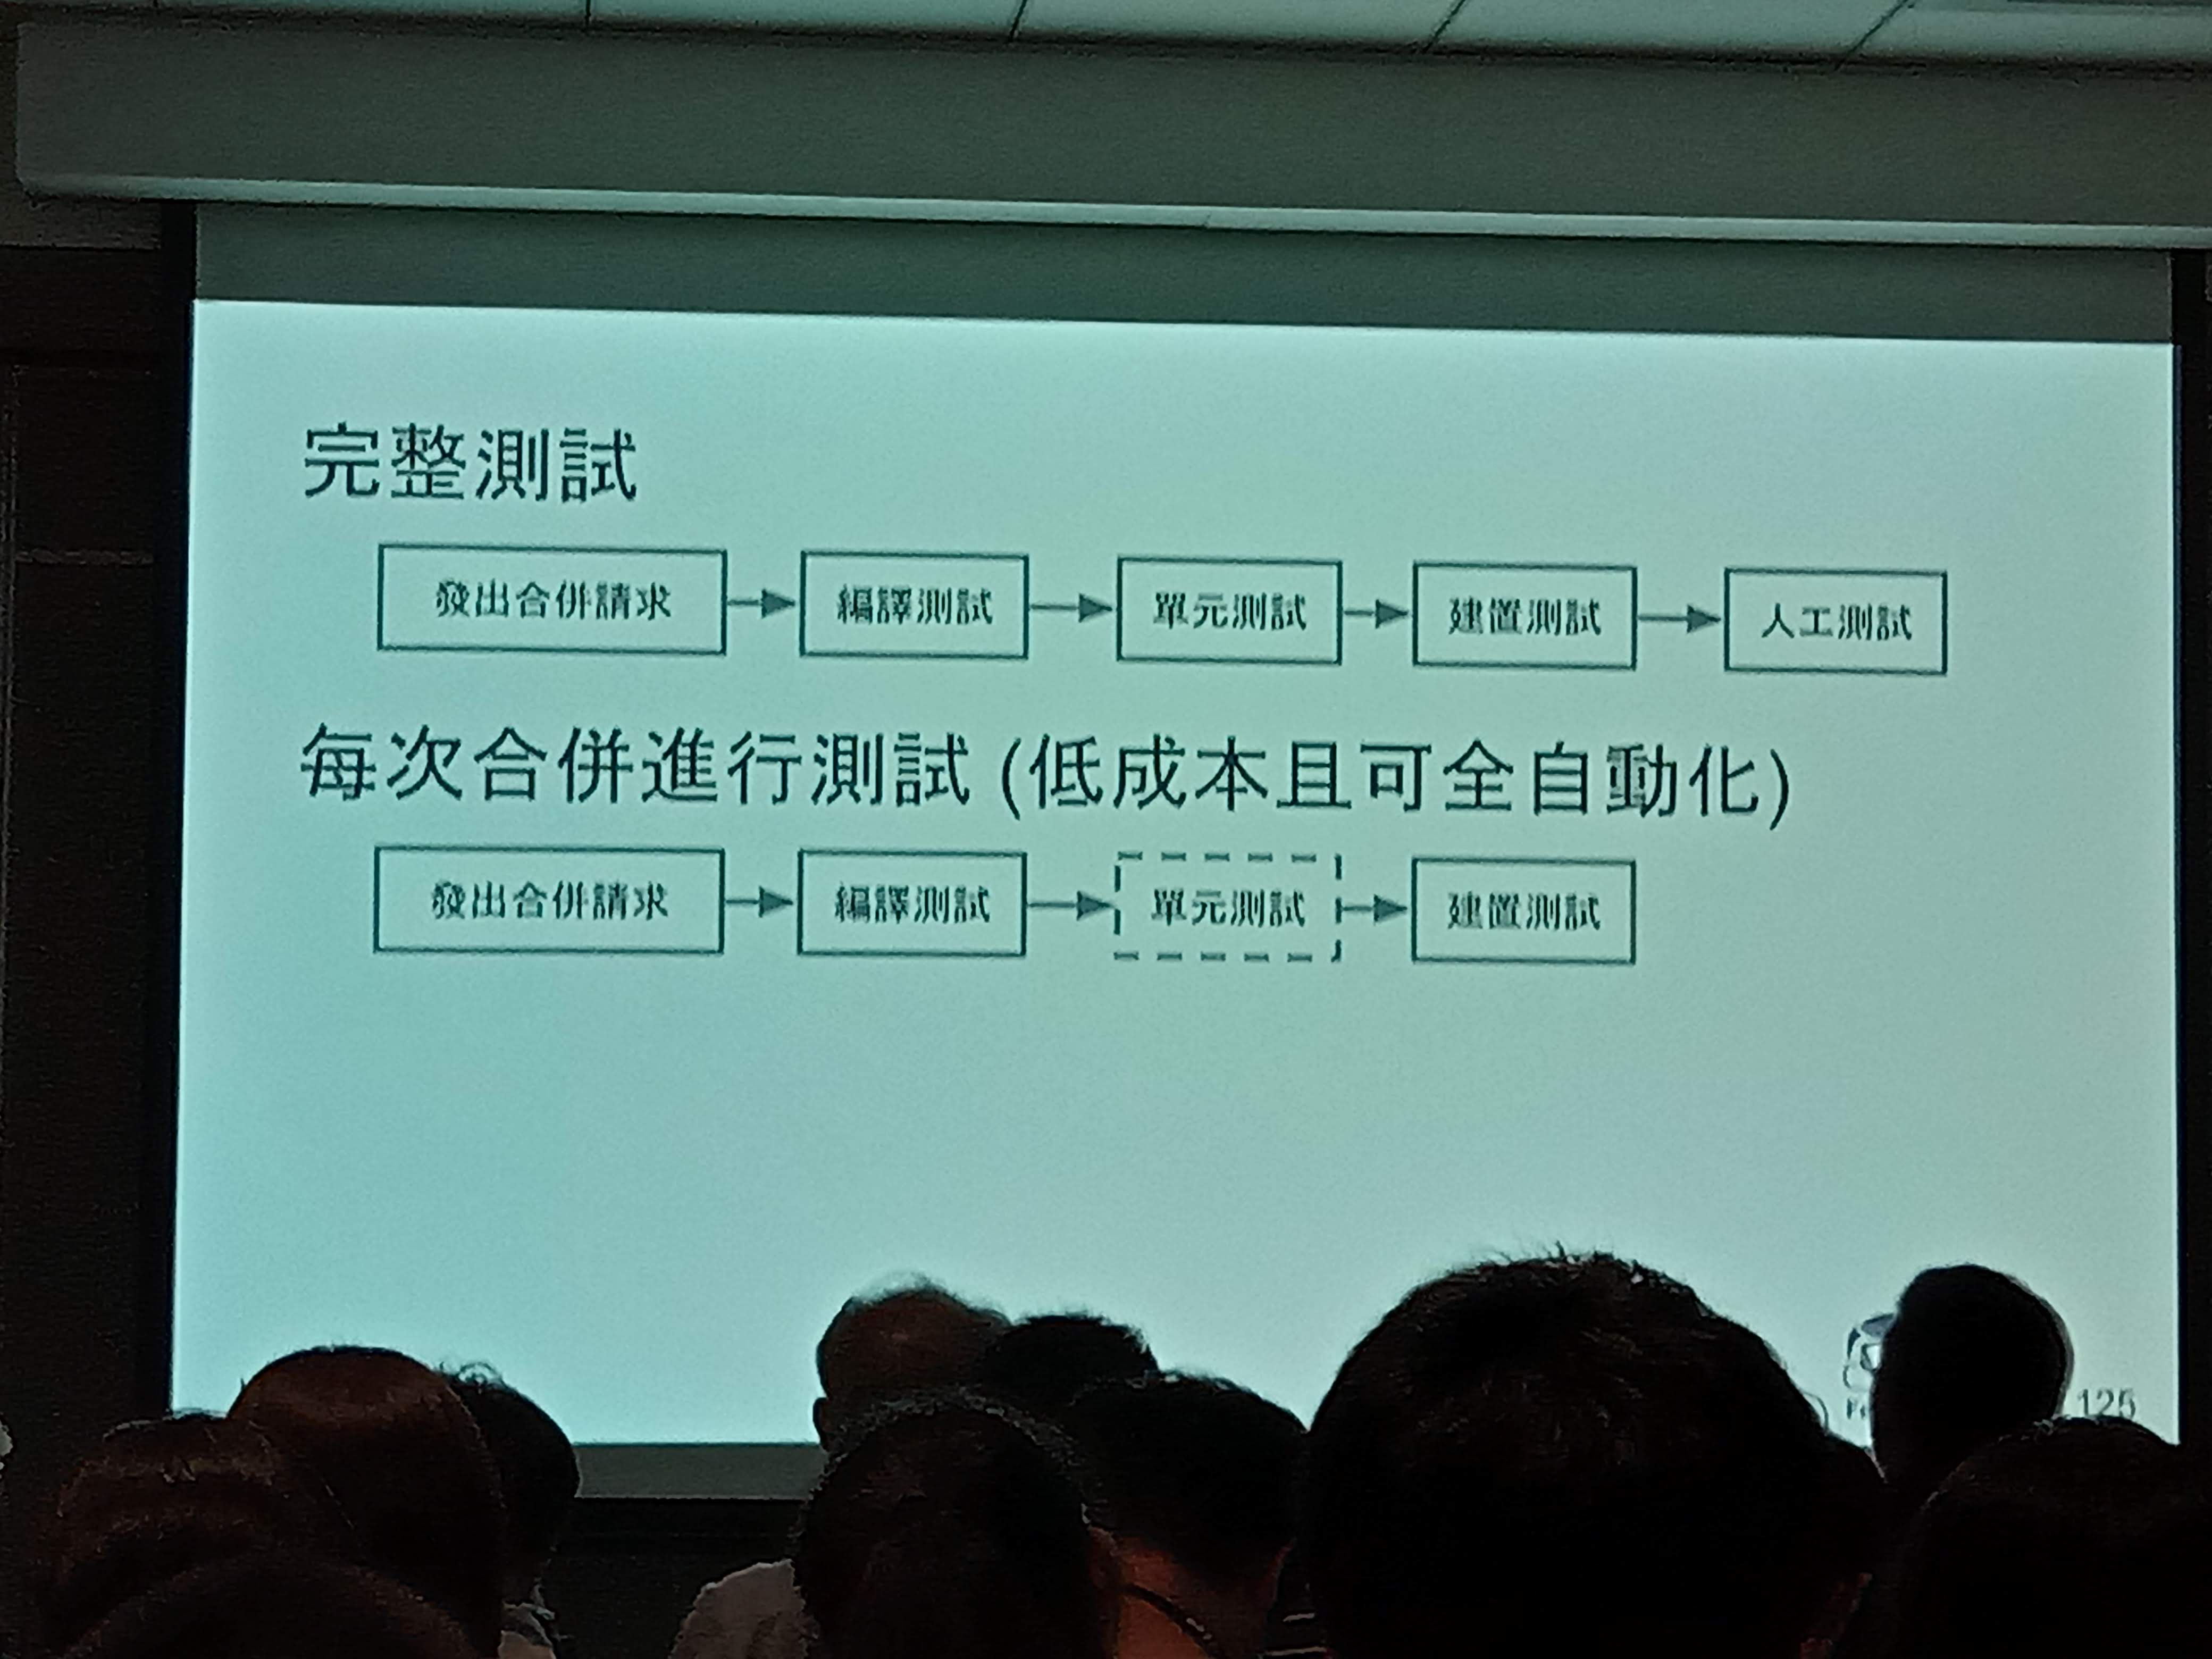 完整測試
發出合併請求 編譯測試 單元測試 建置測試 人工測試
每次合併進行測試 (低成本且可全自動化)
發出合併請求 編譯測試 單元測試 建置測試
125